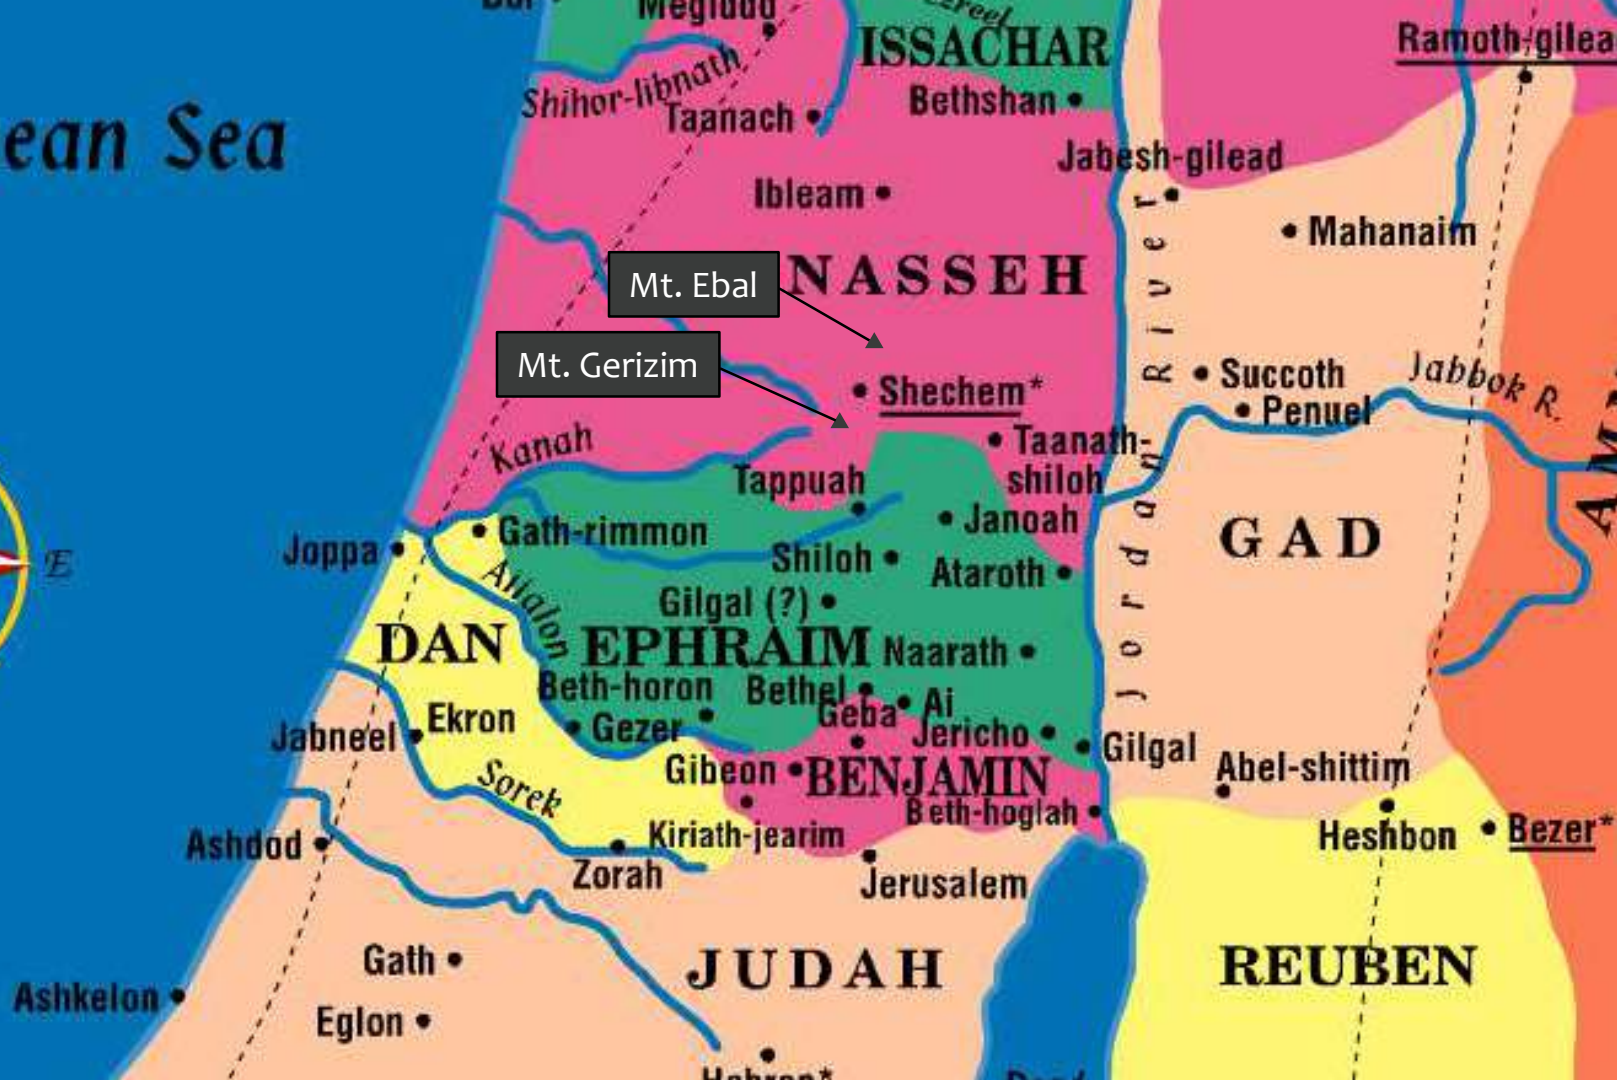 Megiddo
ISSACHAR
Ramoth-gilea
Shihor-libnath
Taanach
Bethshan
ean Sea
Jabesh-gilead
Ibleam
Mahanaim
Mt. Ebal
NASSEH
Mt. Gerizim
Shechem*
Succoth
Jabbok R.
Penuel
Kanah
Taanath-
shiloh
Tappuah
Jordan River
Gath-rimmon
Janoah
GAD
Joppa
E
Shiloh
Ataroth
Aijalon
Gilgal (?)
DAN
EPHRAIM
Naarath
Beth-horon
Bethel
Ai
Geba
Ekron
Gezer
Jericho
Jabneel
Gilgal
Gibeon
BENJAMIN
Abel-shittim
Sorek
Beth-hoglah
Ashdod
Kiriath-jearim
Heshbon
Bezer*
Zorah
Jerusalem
Gath
JUDAH
REUBEN
Ashkelon
Eglon
Hebron*